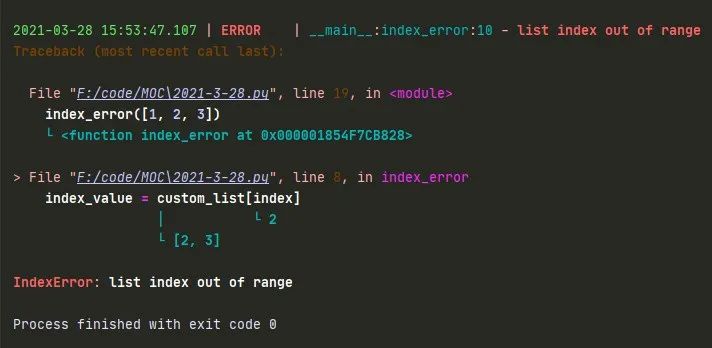 2021-03-28 15:53:47.107 | ERROR    | __main__:index_error:10 - list index out of range
Traceback (most recent call last):
File "F:/code/MOC\2021-3-28.py", line 19, in <module>
index_error([1, 2, 3])
└ <function index_error at 0x000001854F7CB828>
> File "F:/code/MOC\2021-3-28.py", line 8, in index_error
index_value = custom_list[index]
│ └ 2
└ [2, 3]
IndexError: list index out of range
Process finished with exit code 0